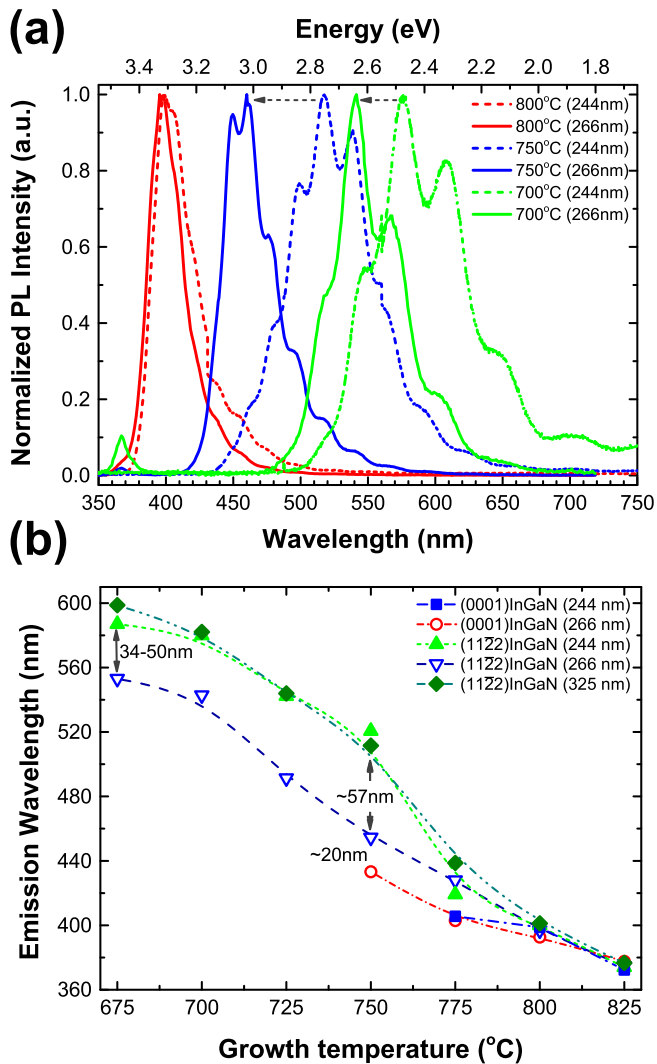 (a)
Energy (eV)
3.4 3.2 3.0 2.8 2.6 2.4 2.2 2.0 1.8
Normalized PL Intensity (a.u.)
1.0
0.8
0.6
0.4
0.2
0.0
800°C (244nm)
800°C (266nm)
750°C (244nm)
750°C (266nm)
700°C (244nm)
700°C (266nm)
350 400 450 500 550 600 650 700 750
Wavelength (nm)
(b)
Emission Wavelength (nm)
600
560
520
480
440
400
360
(0001)InGaN (244 nm)
(0001)InGaN (266 nm)
(112̅2)InGaN (244 nm)
(112̅2)InGaN (266 nm)
(112̅2)InGaN (325 nm)
34-50nm
~57nm
~20nm
675 700 725 750 775 800 825
Growth temperature (°C)